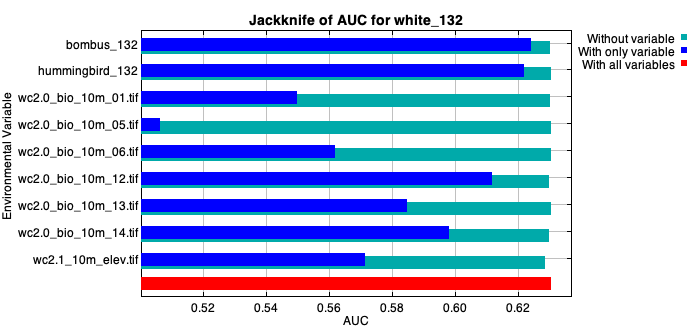 Jackknife of AUC for white_132
Without variable
With only variable
With all variables
Environmental Variable
bombus_132
hummingbird_132
wc2.0_bio_10m_01.tif
wc2.0_bio_10m_05.tif
wc2.0_bio_10m_06.tif
wc2.0_bio_10m_12.tif
wc2.0_bio_10m_13.tif
wc2.0_bio_10m_14.tif
wc2.1_10m_elev.tif
0.52 0.54 0.56 0.58 0.60 0.62
AUC